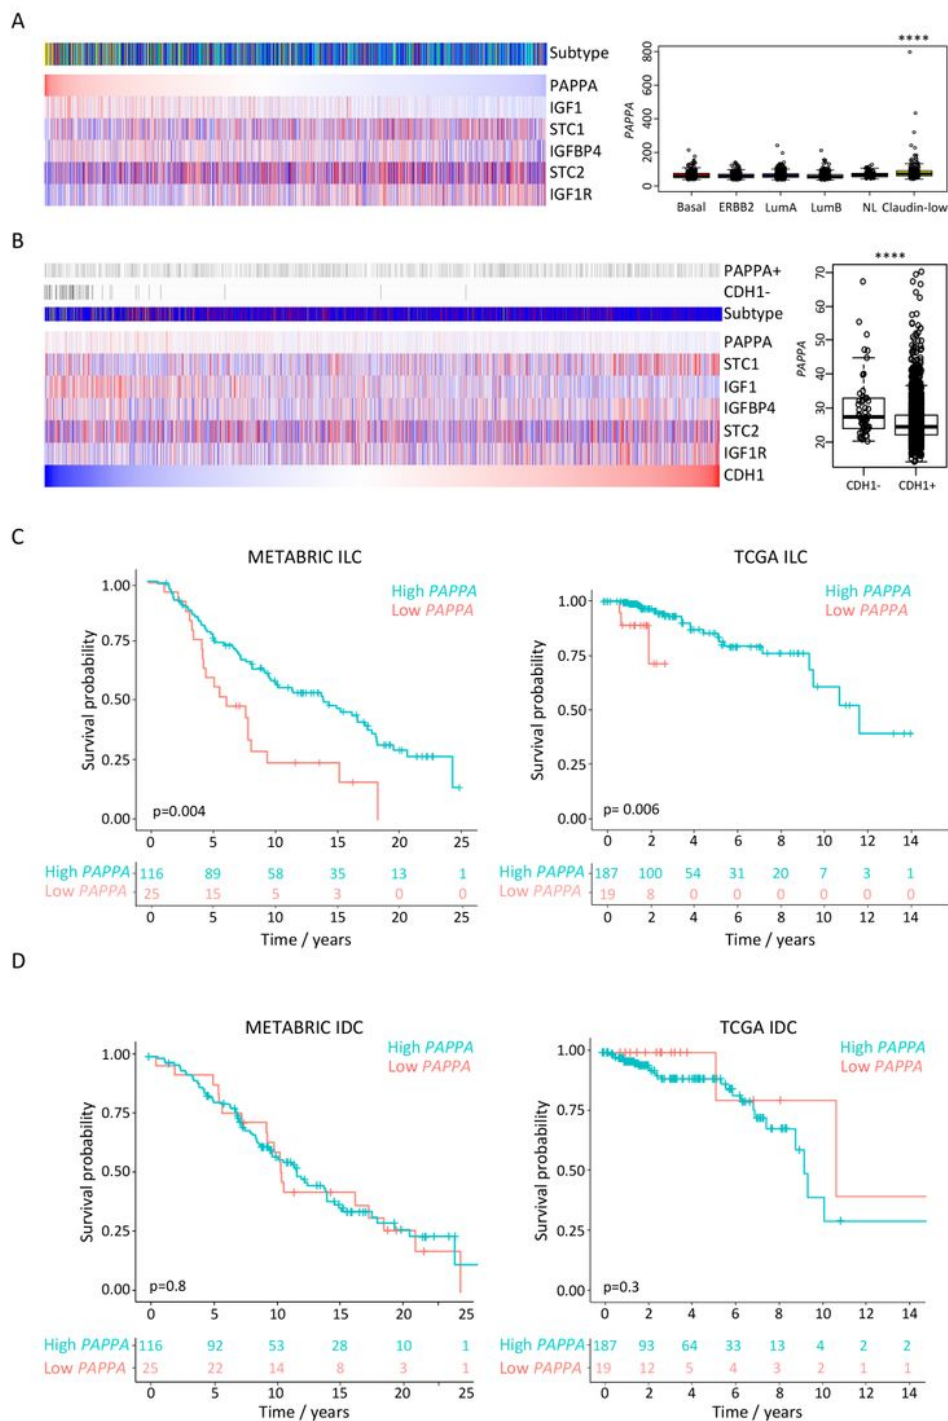 A
Subtype
PAPPA
IGF1
STC1
IGFBP4
STC2
IGF1R
****
PAPPA
800
600
400
200
0
Basal ERBB2 LumA LumB NL Claudin-low
B
PAPPA+
CDH1-
Subtype
PAPPA
STC1
IGF1
IGFBP4
STC2
IGF1R
CDH1
****
PAPPA
70
60
50
40
30
20
CDH1- CDH1+
C
METABRIC ILC
High PAPPA
Low PAPPA
Survival probability
1.00
0.75
0.50
0.25
0.00
p=0.004
0 5 10 15 20 25
High PAPPA 116 89 58 35 13 1
Low PAPPA 25 15 5 3 0 0
0 5 10 15 20 25
Time / years
TCGA ILC
High PAPPA
Low PAPPA
Survival probability
1.00
0.75
0.50
0.25
0.00
p= 0.006
0 2 4 6 8 10 12 14
High PAPPA 187 100 54 31 20 7 3 1
Low PAPPA 19 8 0 0 0 0 0 0
0 2 4 6 8 10 12 14
Time / years
D
METABRIC IDC
High PAPPA
Low PAPPA
Survival probability
1.00
0.75
0.50
0.25
0.00
p=0.8
0 5 10 15 20 25
High PAPPA 116 92 53 28 10 1
Low PAPPA 25 22 14 8 3 1
0 5 10 15 20 25
Time / years
TCGA IDC
High PAPPA
Low PAPPA
Survival probability
1.00
0.75
0.50
0.25
0.00
p=0.3
0 2 4 6 8 10 12 14
High PAPPA 187 93 64 33 13 4 2 2
Low PAPPA 19 12 5 4 3 2 1 1
0 2 4 6 8 10 12 14
Time / years